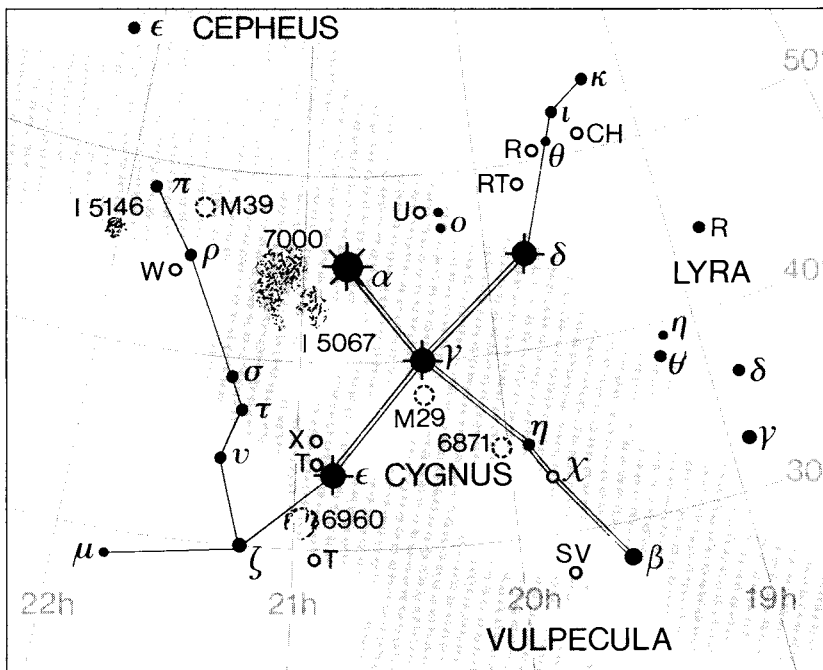 ϵ CEPHEUS
50°
κ
ι
CH
R
θ
π
RT
I 5146
M39
U
ο
7000
R
ρ
δ
W
α
LYRA
40°
I 5067
η
γ
θ
δ
σ
M29
τ
η
γ
X
6871
υ
T
ϵ
CYGNUS
χ
30°
6960
μ
ζ
T
SV
β
22h
21h
20h
19h
VULPECULA